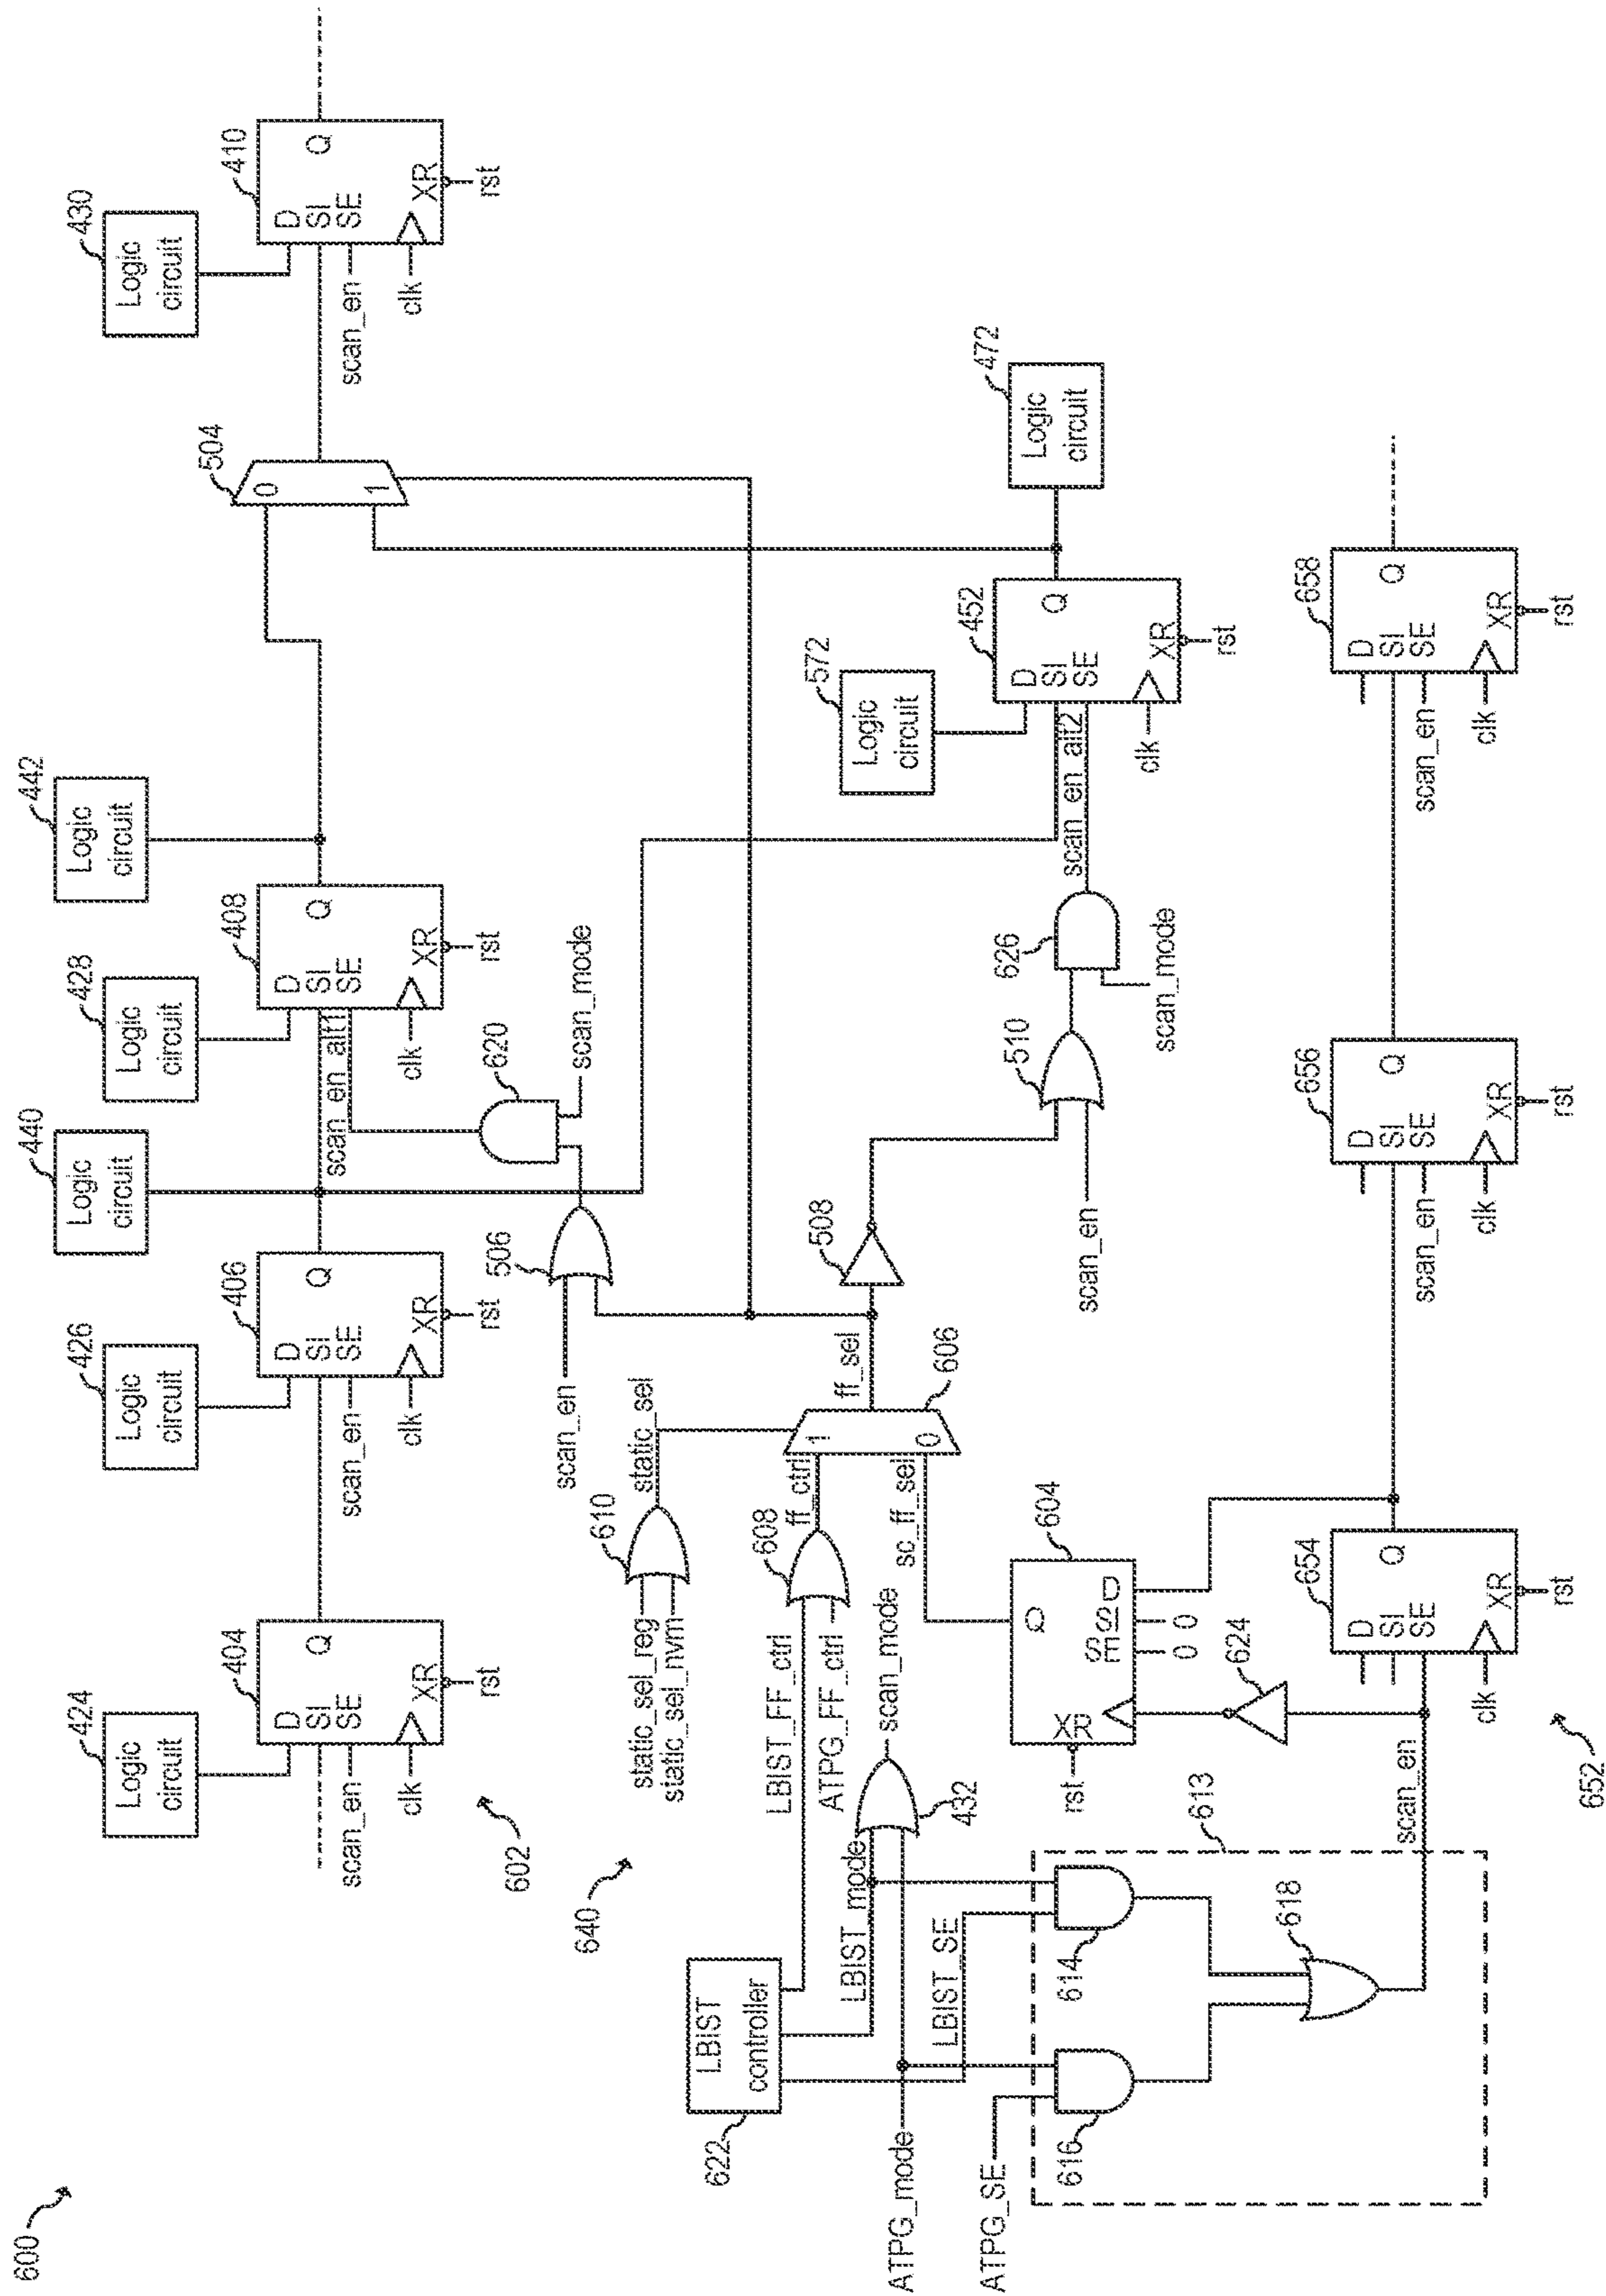 600
424
Logic
circuit
426
Logic
circuit
440
Logic
circuit
428
Logic
circuit
442
Logic
circuit
430
Logic
circuit
404
D
SI
SE
Q
XR
scan_en
clk
rst
406
D
SI
SE
Q
XR
scan_en
clk
rst
408
D
SI
SE
Q
XR
scan_en_alt1
clk
rst
504
0
1
410
D
SI
SE
Q
XR
scan_en
clk
rst
602
640
506
scan_en
620
scan_mode
610
static_sel_reg
static_sel_nvm
static_sel
622
LBIST
controller
LBIST_FF_ctrl
ATPG_FF_ctrl
608
ff_ctrl
1
0
606
ff_sel
sc_ff_sel
LBIST_mode
432
scan_mode
LBIST_SE
ATPG_mode
ATPG_SE
508
scan_en
510
626
scan_mode
scan_en_alt2
572
Logic
circuit
452
D
SI
SE
Q
XR
clk
rst
472
Logic
circuit
604
Q
D
SI
SE
XR
0
0
rst
624
613
614
616
618
scan_en
652
654
D
SI
SE
Q
XR
clk
rst
656
D
SI
SE
Q
XR
scan_en
clk
rst
658
D
SI
SE
Q
XR
scan_en
clk
rst